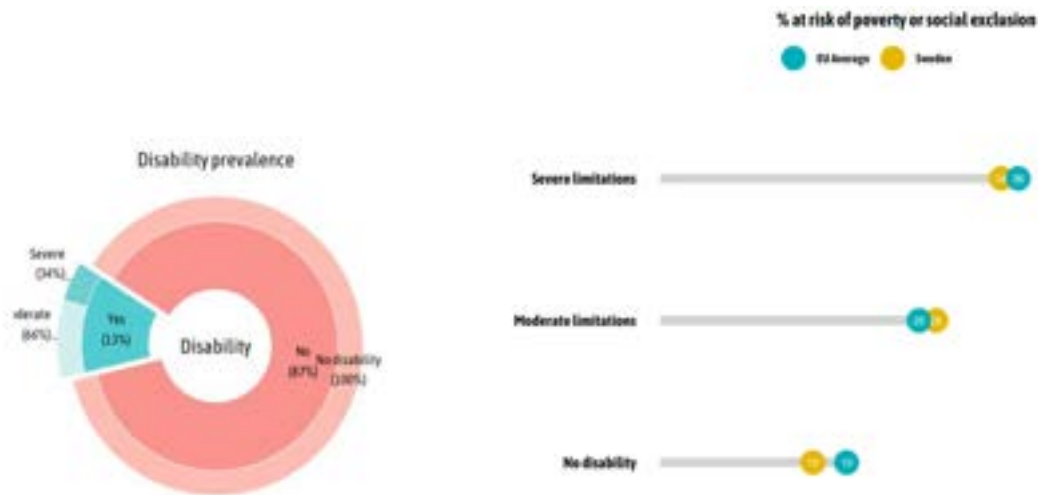 % at risk of poverty or social exclusion
EU Average
Sweden
Disability prevalence
Severe
(34%)
oderate
(66%)
Yes
(13%)
Disability
No
(87%)
No disability
(100%)
Severe limitations
Moderate limitations
No disability